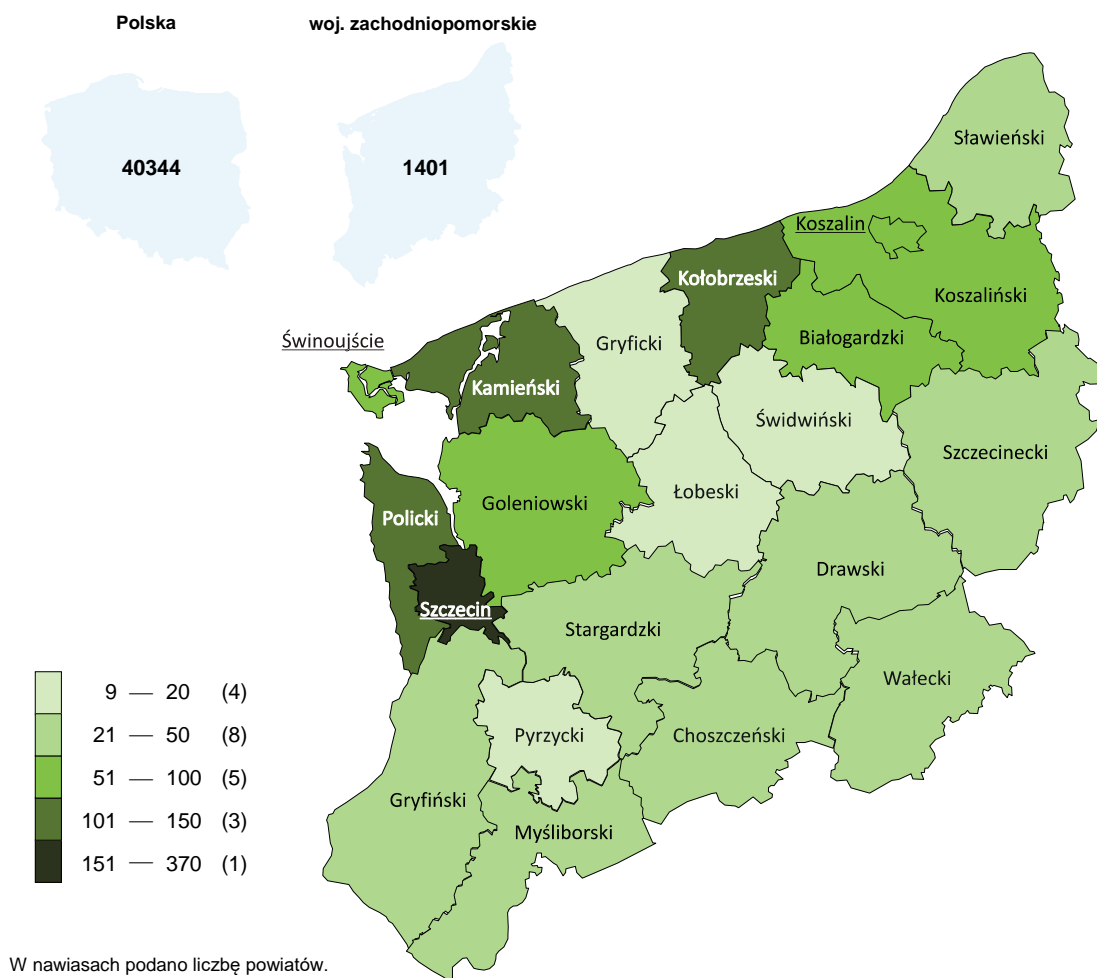 Polska
woj. zachodniopomorskie
40344
1401
Sławieński
Koszalin
Kołobrzeski
Koszaliński
Świnoujście
Gryficki
Białogardzki
Kamieński
Świdwiński
Szczecinecki
Łobeski
Goleniowski
Policki
Drawski
Szczecin
Stargardzki
Wałecki
9 — 20 (4)
21 — 50 (8)
51 — 100 (5)
101 — 150 (3)
151 — 370 (1)
Pyrzycki
Choszczeński
Gryfiński
Myśliborski
W nawiasach podano liczbę powiatów.